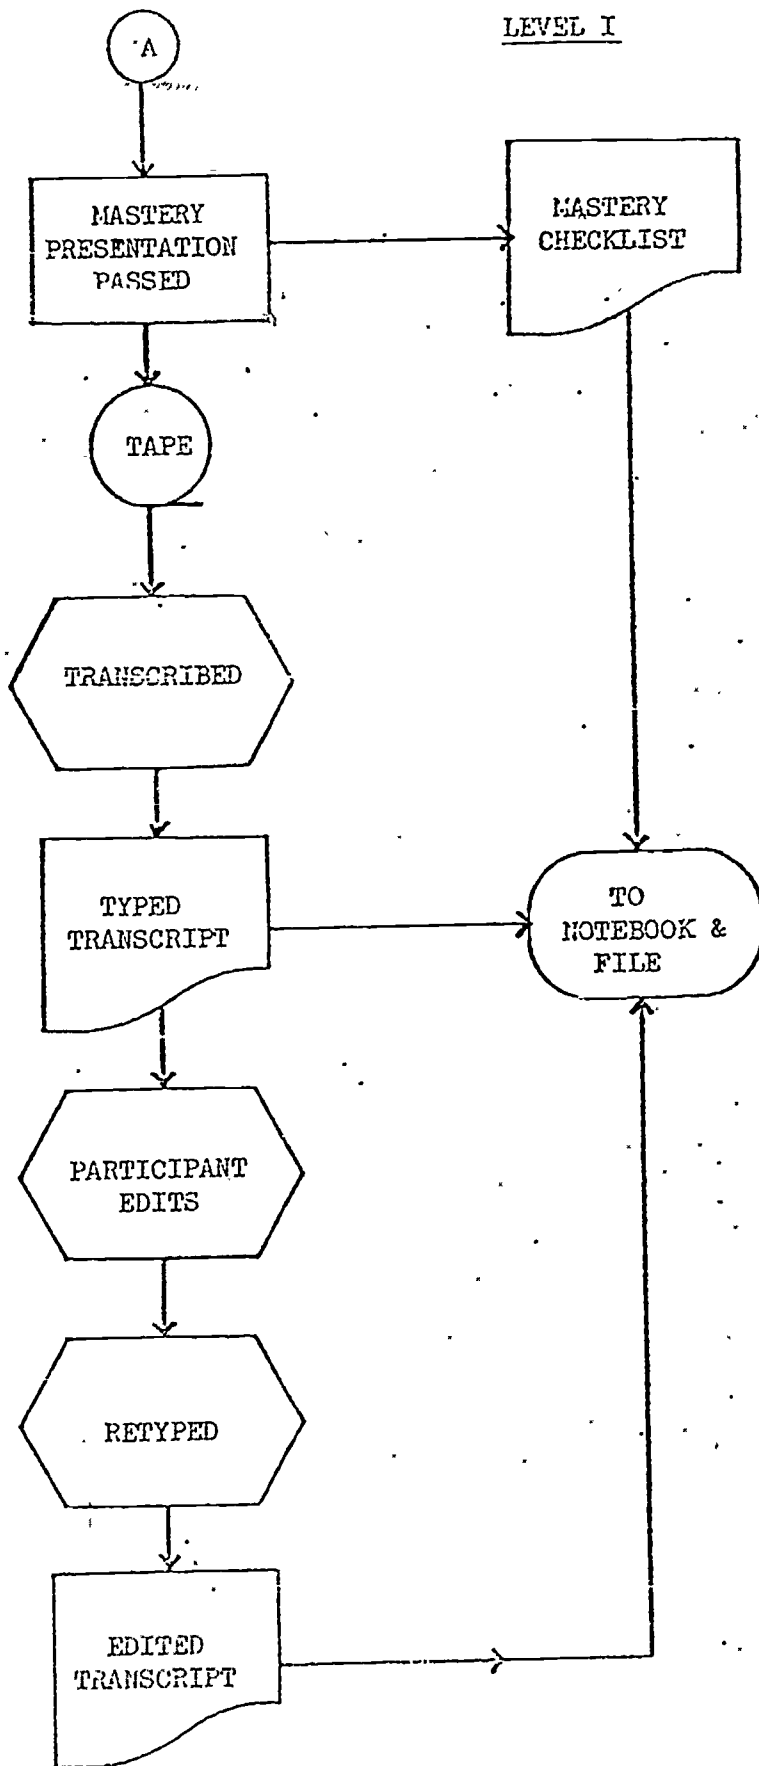 LEVEL I
A
MASTERY
PRESENTATION
PASSED
MASTERY
CHECKLIST
TAPE
TRANSCRIBED
TYPED
TRANSCRIPT
TO
NOTEBOOK &
FILE
PARTICIPANT
EDITS
RETYPED
EDITED
TRANSCRIPT